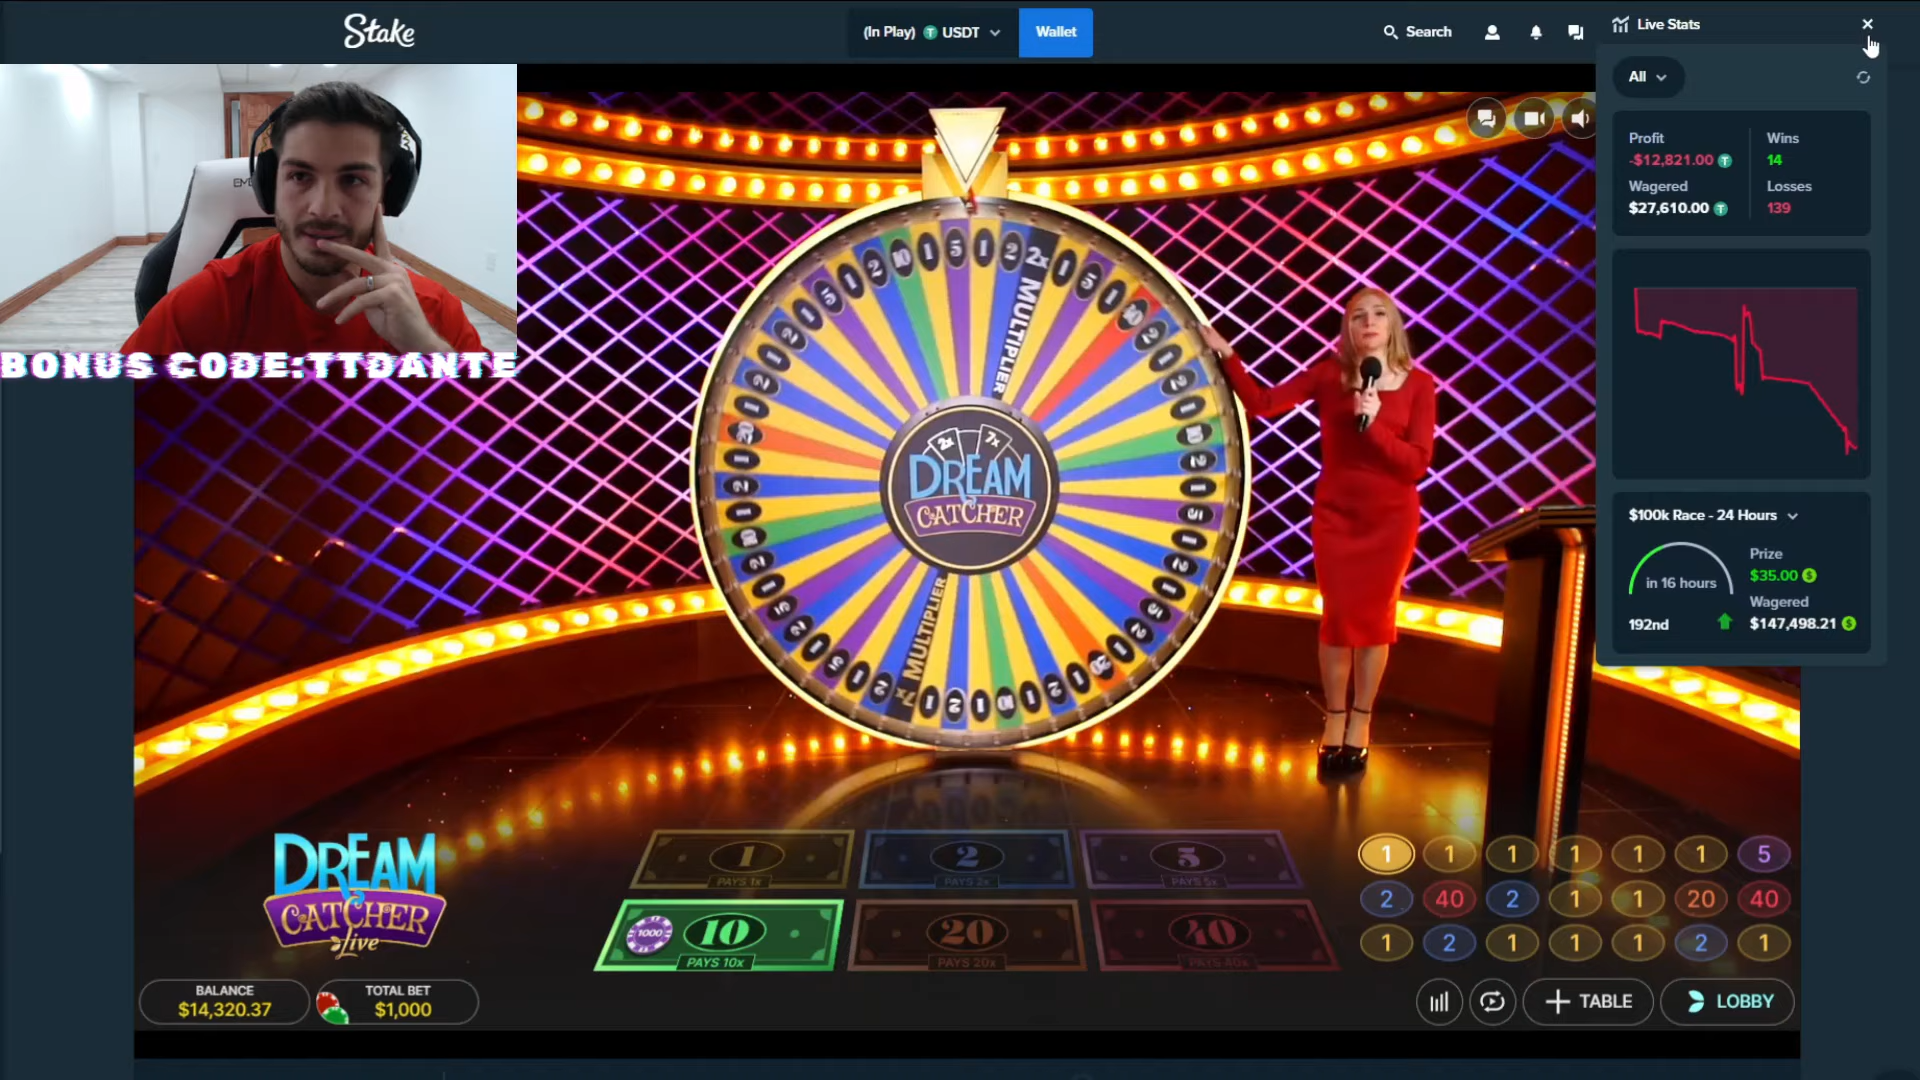 Stake
(In Play) USDT
Wallet
Search
Live Stats
All
Profit
-$12,821.00
Wins
14
Wagered
$27,610.00
Losses
139
$100k Race - 24 Hours
in 16 hours
Prize
$35.00
Wagered
192nd
$147,498.21
BONUS CODE:TTDANTE
2x
MULTIPLIER
2x 7x
DREAM
CATCHER
MULTIPLIER
7x
DREAM
CATCHER
Live
1
PAYS 1x
2
PAYS 2x
5
PAYS 5x
1000
10
PAYS 10x
20
PAYS 20x
40
PAYS 40x
1 1 1 1 1 1 5
2 40 2 1 1 20 40
1 2 1 1 1 2 1
BALANCE
$14,320.37
TOTAL BET
$1,000
+ TABLE
LOBBY